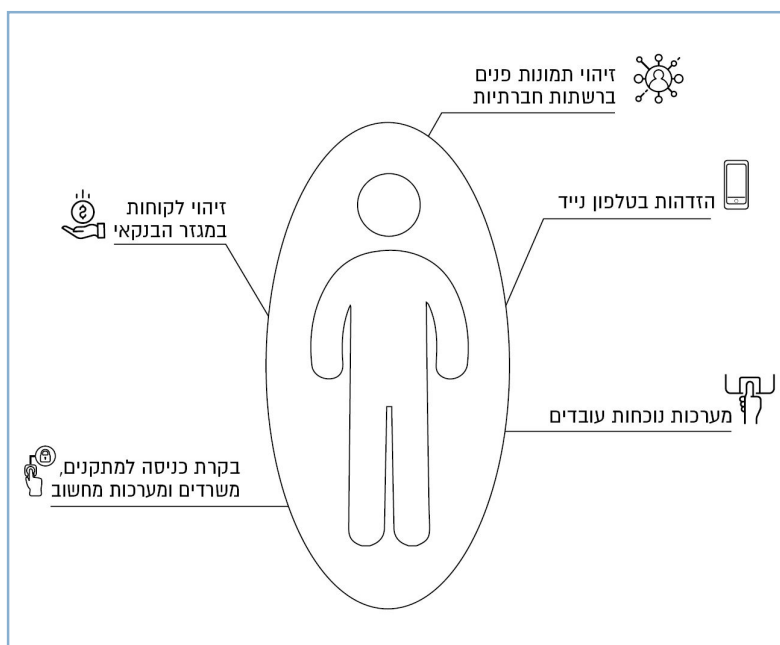 זיהוי תמונות פנים
ברשתות חברתיות
הזדהות בטלפון נייד
זיהוי לקוחות
במגזר הבנקאי
מערכות נוכחות עובדים
בקרת כניסה למתקנים,
משרדים ומערכות מחשוב